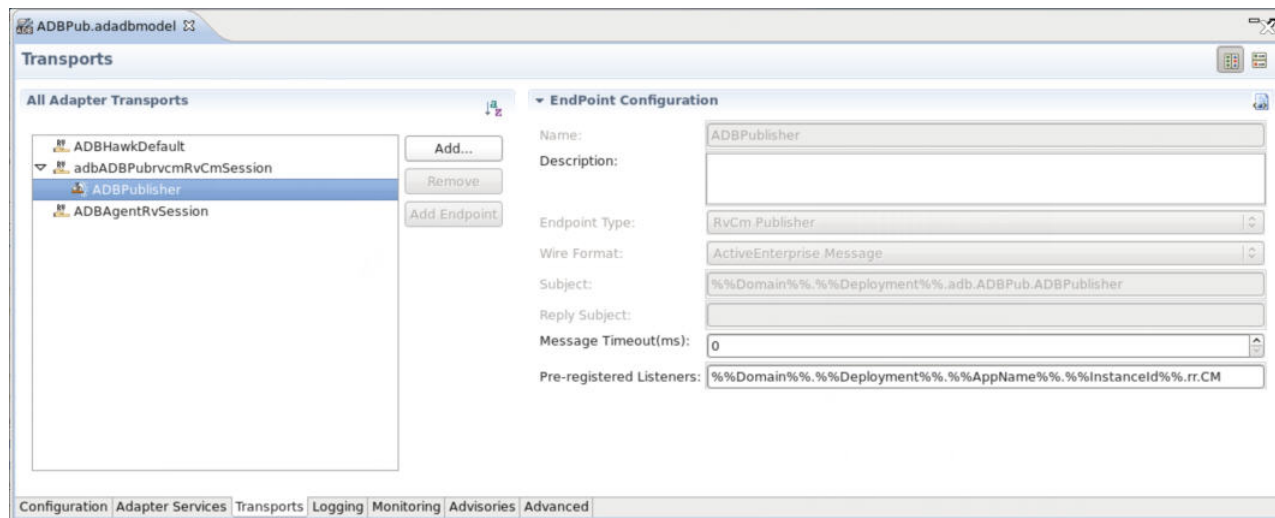 ADBPub.adadbmodel
Transports
All Adapter Transports
ADBHawkDefault
adbADBPubrvcmRvCmSession
ADBPublisher
ADBAgentRvSession
Add...
Remove
Add Endpoint
EndPoint Configuration
Name: ADBPublisher
Description:
Endpoint Type: RvCm Publisher
Wire Format: ActiveEnterprise Message
Subject: %%Domain%%.%%Deployment%%.adb.ADBPub.ADBPublisher
Reply Subject:
Message Timeout(ms): 0
Pre-registered Listeners: %%Domain%%.%%Deployment%%.%%AppName%%.%%InstanceId%%.rr.CM
Configuration Adapter Services Transports Logging Monitoring Advisories Advanced